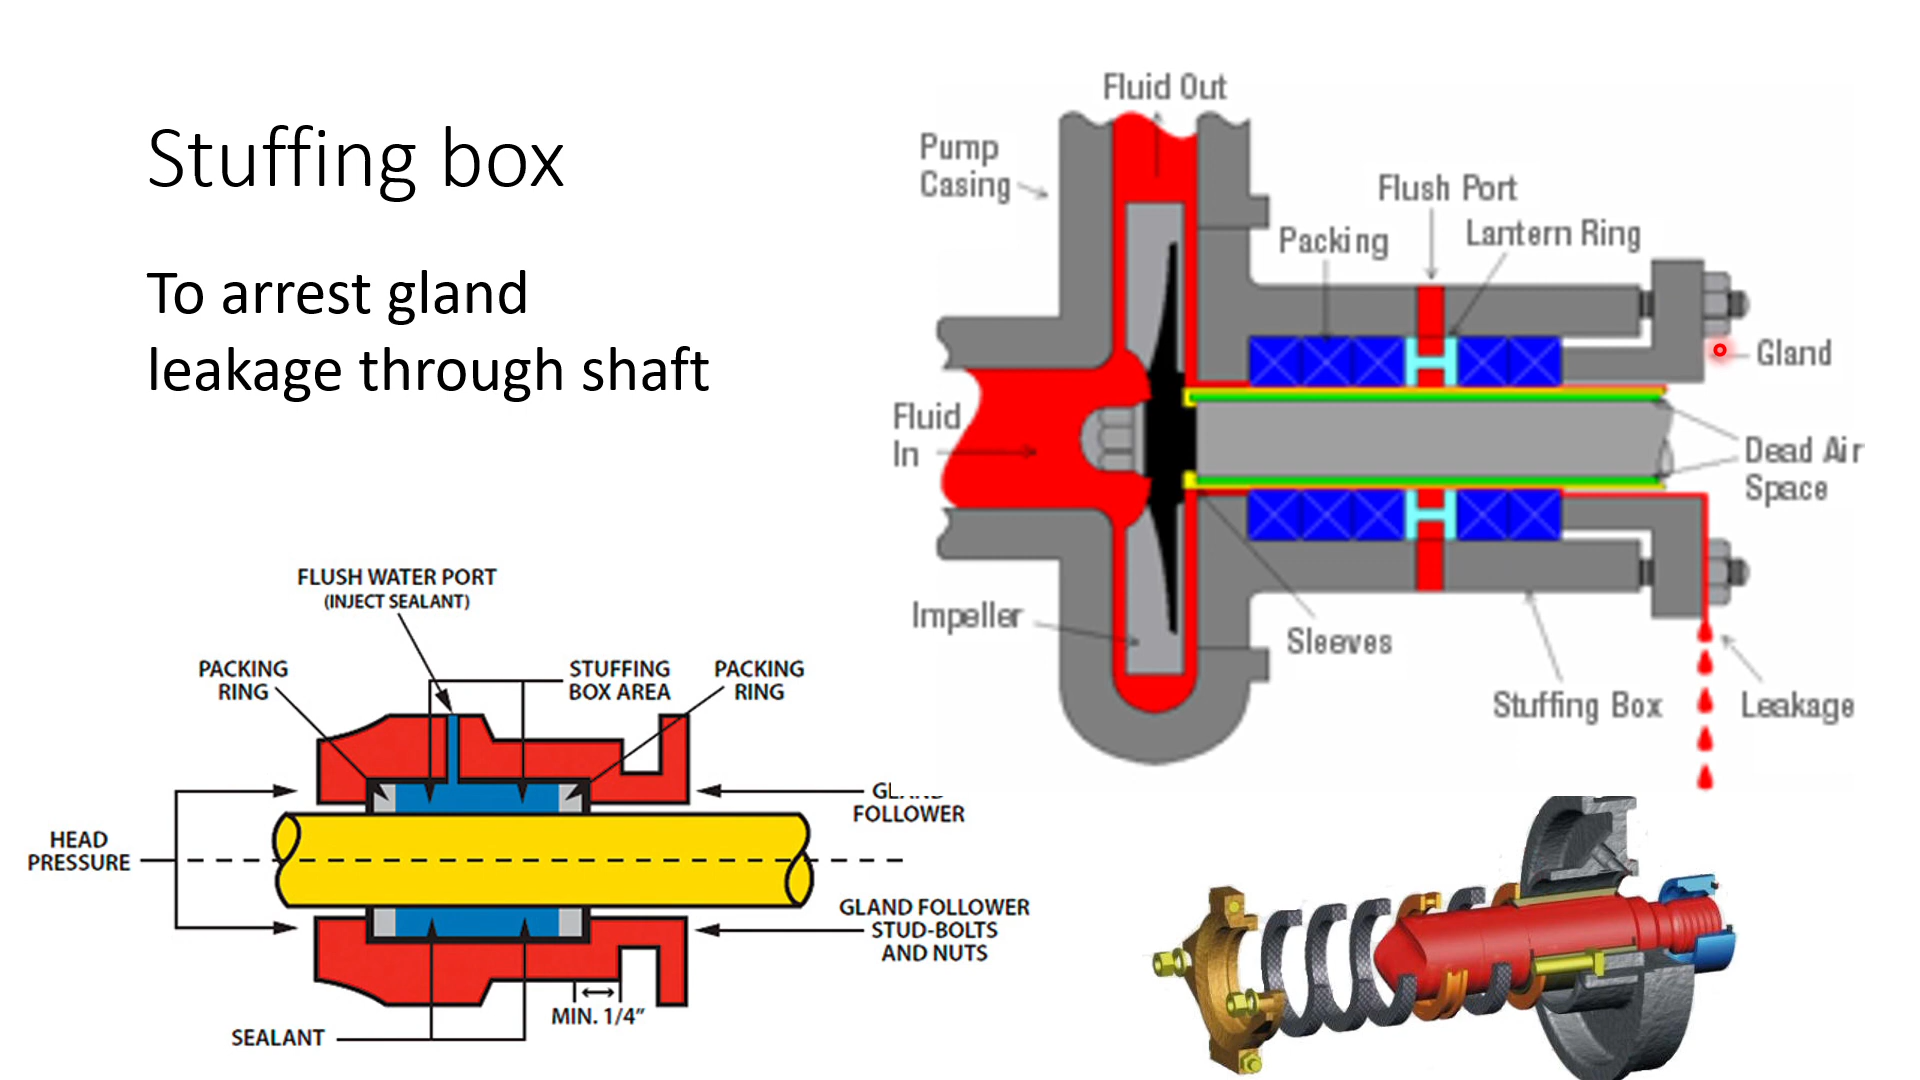 Stuffing box
To arrest gland
leakage through shaft
Fluid Out
Pump
Casing
Flush Port
Packing
Lantern Ring
Gland
Fluid
In
Dead Air
Space
Impeller
Sleeves
Stuffing Box
Leakage
FLUSH WATER PORT
(INJECT SEALANT)
PACKING
RING
STUFFING
BOX AREA
PACKING
RING
GLAND
FOLLOWER
HEAD
PRESSURE
GLAND FOLLOWER
STUD-BOLTS
AND NUTS
MIN. 1/4”
SEALANT